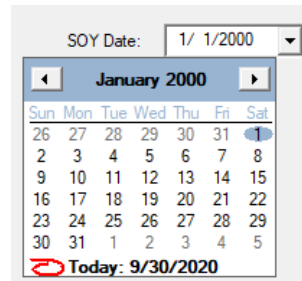 SOY Date: 1/ 1/2000
January 2000
Sun Mon Tue Wed Thu Fri Sat
26 27 28 29 30 31 1
2 3 4 5 6 7 8
9 10 11 12 13 14 15
16 17 18 19 20 21 22
23 24 25 26 27 28 29
30 31 1 2 3 4 5
Today: 9/30/2020